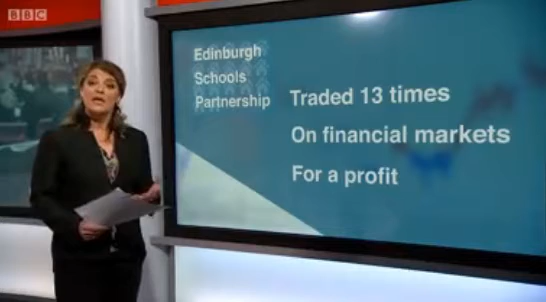 BBC
Edinburgh
Schools
Partnership
Traded 13 times
On financial markets
For a profit